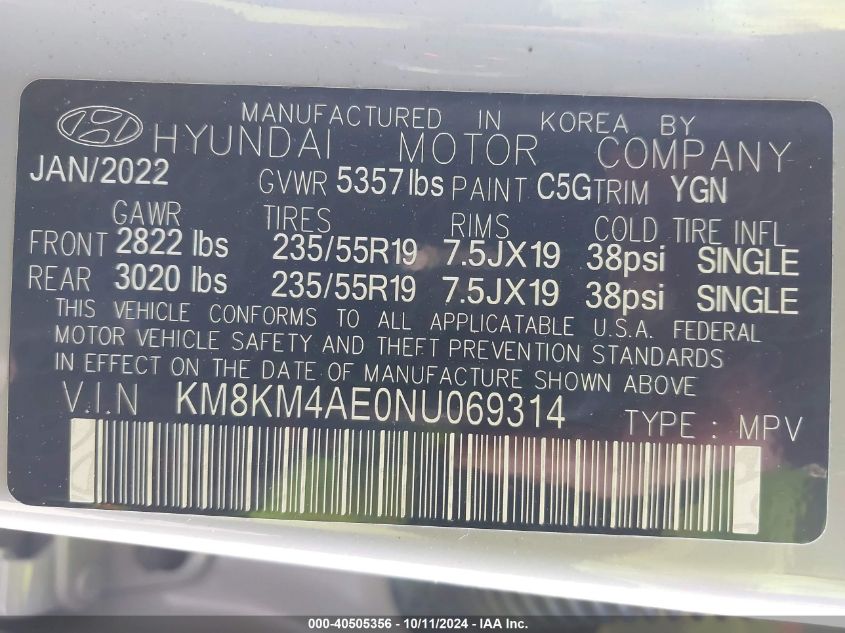 MANUFACTURED IN KOREA BY
HYUNDAI MOTOR COMPANY
JAN/2022 GVWR 5357lbs PAINT C5G TRIM YGN
GAWR TIRES RIMS COLD TIRE INFL
FRONT 2822 lbs 235/55R19 7.5JX19 38psi SINGLE
REAR 3020 lbs 235/55R19 7.5JX19 38psi SINGLE
THIS VEHICLE CONFORMS TO ALL APPLICATABLE U.S.A. FEDERAL
MOTOR VEHICLE SAFETY AND THEFT PREVENTION STANDARDS
IN EFFECT ON THE DATE OF MANUFACTURE SHOWN ABOVE
V.I.N KM8KM4AE0NU069314 TYPE : MPV
000-40505356 - 10/11/2024 - IAA Inc.